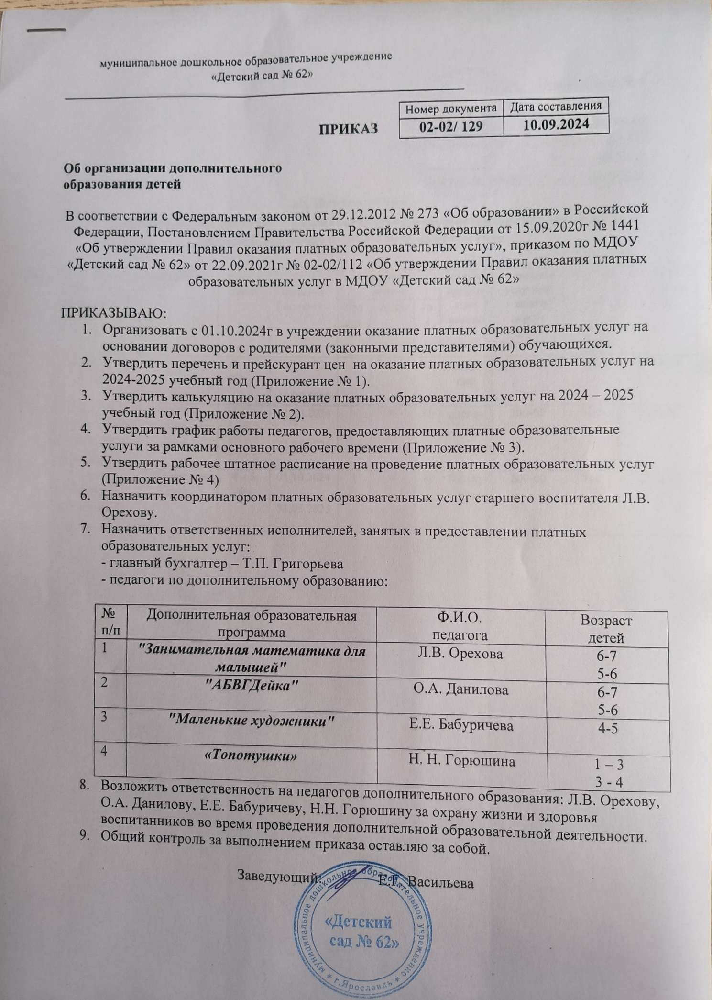 муниципальное дошкольное образовательное учреждение
«Детский сад № 62»
Номер документа Дата составления
ПРИКАЗ 02-02/ 129 10.09.2024
Об организации дополнительного
образования детей
В соответствии с Федеральным законом от 29.12.2012 № 273 «Об образовании» в Российской
Федерации, Постановлением Правительства Российской Федерации от 15.09.2020г № 1441
«Об утверждении Правил оказания платных образовательных услуг», приказом по МДОУ
«Детский сад № 62» от 22.09.2021г № 02-02/112 «Об утверждении Правил оказания платных
образовательных услуг в МДОУ «Детский сад № 62»
ПРИКАЗЫВАЮ:
1. Организовать с 01.10.2024г в учреждении оказание платных образовательных услуг на
основании договоров с родителями (законными представителями) обучающихся.
2. Утвердить перечень и прейскурант цен на оказание платных образовательных услуг на
2024-2025 учебный год (Приложение № 1).
3. Утвердить калькуляцию на оказание платных образовательных услуг на 2024 – 2025
учебный год (Приложение № 2).
4. Утвердить график работы педагогов, предоставляющих платные образовательные
услуги за рамками основного рабочего времени (Приложение № 3).
5. Утвердить рабочее штатное расписание на проведение платных образовательных услуг
(Приложение № 4)
6. Назначить координатором платных образовательных услуг старшего воспитателя Л.В.
Орехову.
7. Назначить ответственных исполнителей, занятых в предоставлении платных
образовательных услуг:
- главный бухгалтер – Т.П. Григорьева
- педагоги по дополнительному образованию:
№ Дополнительная образовательная Ф.И.О. Возраст
п/п программа педагога детей
1 "Занимательная математика для Л.В. Орехова 6-7
малышей" 5-6
2 "АБВГДейка" О.А. Данилова 6-7
5-6
3 "Маленькие художники" Е.Е. Бабуричева 4-5
4 «Топотушки» Н. Н. Горюшина 1 – 3
3 - 4
8. Возложить ответственность на педагогов дополнительного образования: Л.В. Орехову,
О.А. Данилову, Е.Е. Бабуричеву, Н.Н. Горюшину за охрану жизни и здоровья
воспитанников во время проведения дополнительной образовательной деятельности.
9. Общий контроль за выполнением приказа оставляю за собой.
Заведующий: Е.Г. Васильева
муниципальное дошкольное образовательное учреждение
«Детский
сад № 62»
* г.Ярославль *